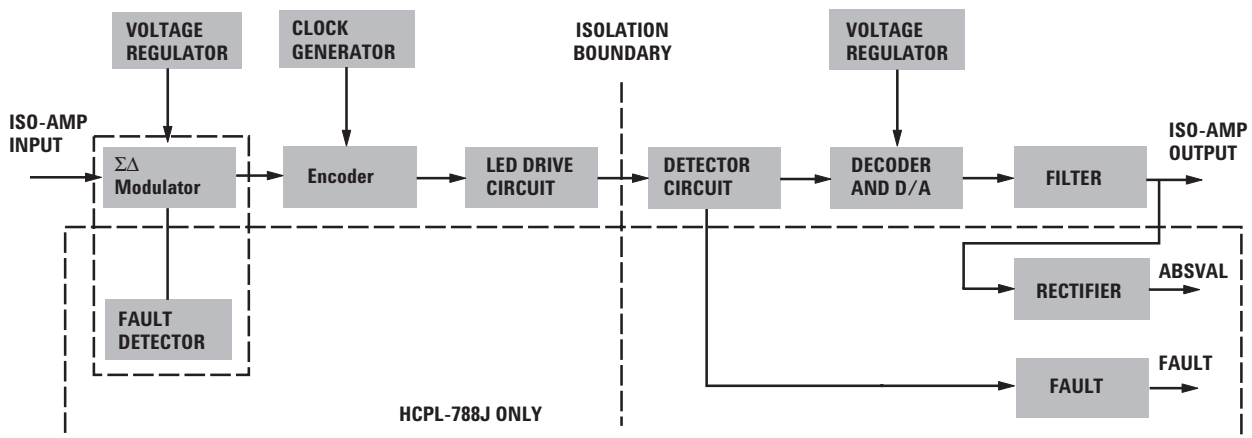 VOLTAGE
REGULATOR
CLOCK
GENERATOR
ISOLATION
BOUNDARY
VOLTAGE
REGULATOR
ISO-AMP
INPUT
ISO-AMP
OUTPUT
ΣΔ
Modulator
Encoder
LED DRIVE
CIRCUIT
DETECTOR
CIRCUIT
DECODER
AND D/A
FILTER
RECTIFIER
ABSVAL
FAULT
DETECTOR
FAULT
FAULT
HCPL-788J ONLY